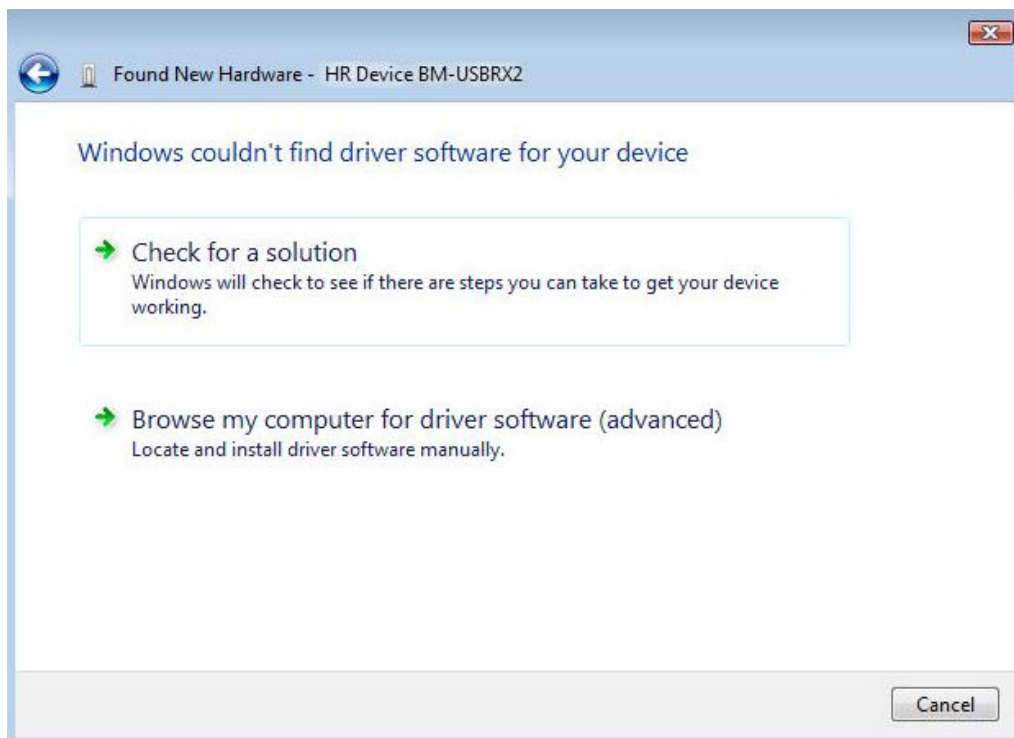 Found New Hardware - HR Device BM-USBRX2
Windows couldn't find driver software for your device
Check for a solution
Windows will check to see if there are steps you can take to get your device
working.
Browse my computer for driver software (advanced)
Locate and install driver software manually.
Cancel